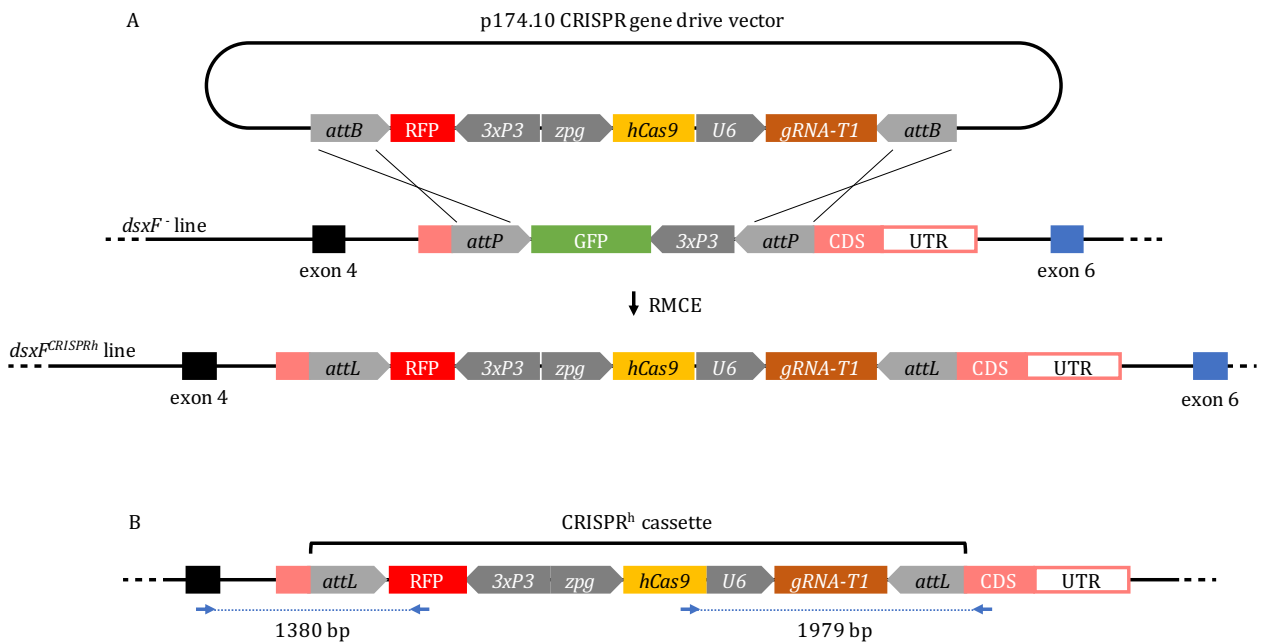 A
p174.10 CRISPR gene drive vector
attB RFP 3xP3 zpg hCas9 U6 gRNA-T1 attB
dsxF - line
attP GFP 3xP3 attP CDS UTR
exon 4 exon 6
RMCE
dsxF CRISPRh line
attL RFP 3xP3 zpg hCas9 U6 gRNA-T1 attL CDS UTR
exon 4 exon 6
B
CRISPRh cassette
attL RFP 3xP3 zpg hCas9 U6 gRNA-T1 attL CDS UTR
1380 bp 1979 bp